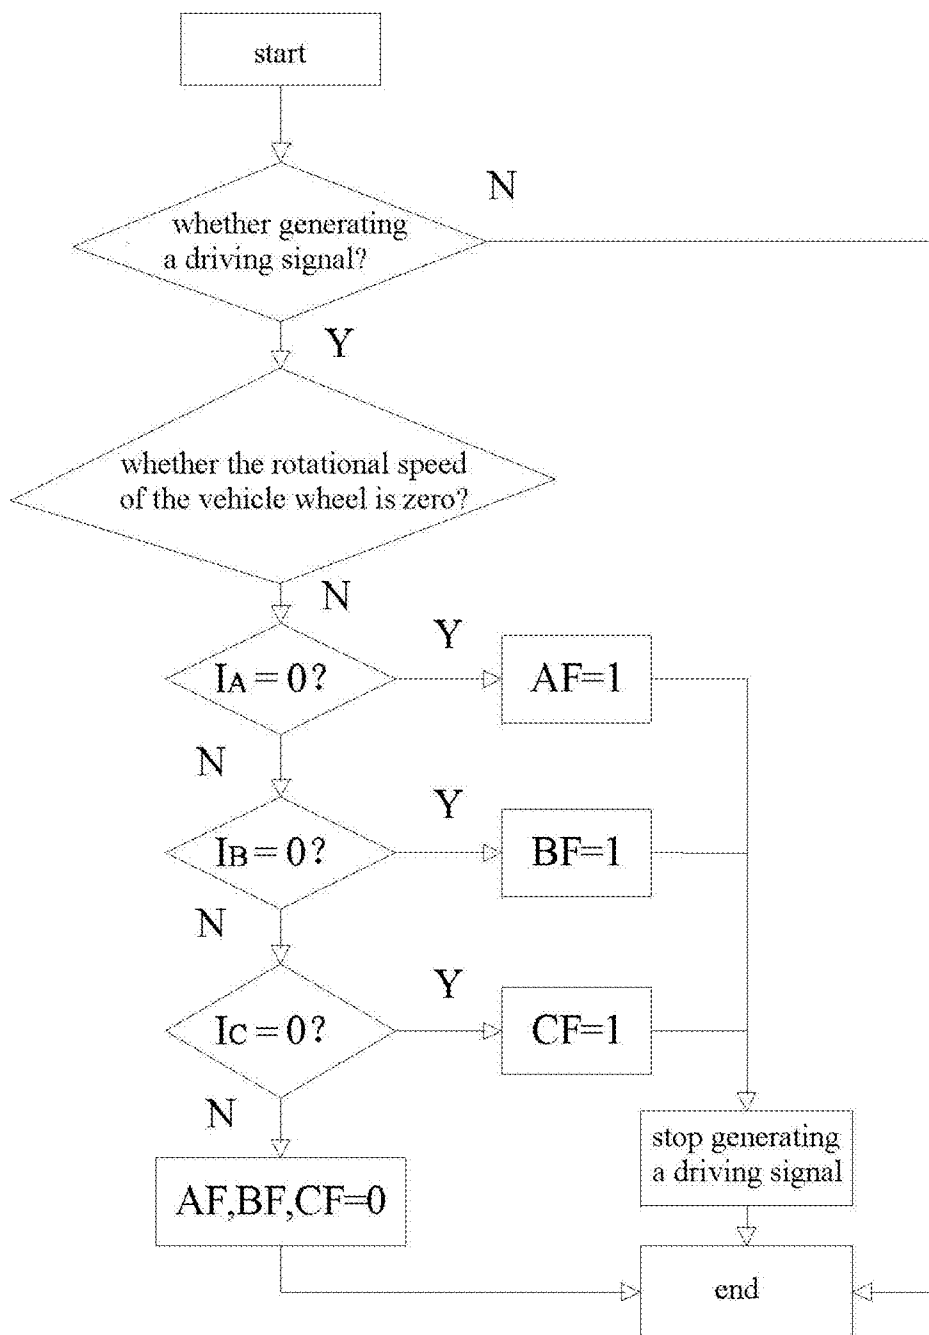 start
N
whether generating
a driving signal?
Y
whether the rotational speed
of the vehicle wheel is zero?
N
Y
IA = 0?
AF=1
N
Y
IB = 0?
BF=1
N
Y
IC = 0?
CF=1
N
stop generating
a driving signal
AF,BF,CF=0
end